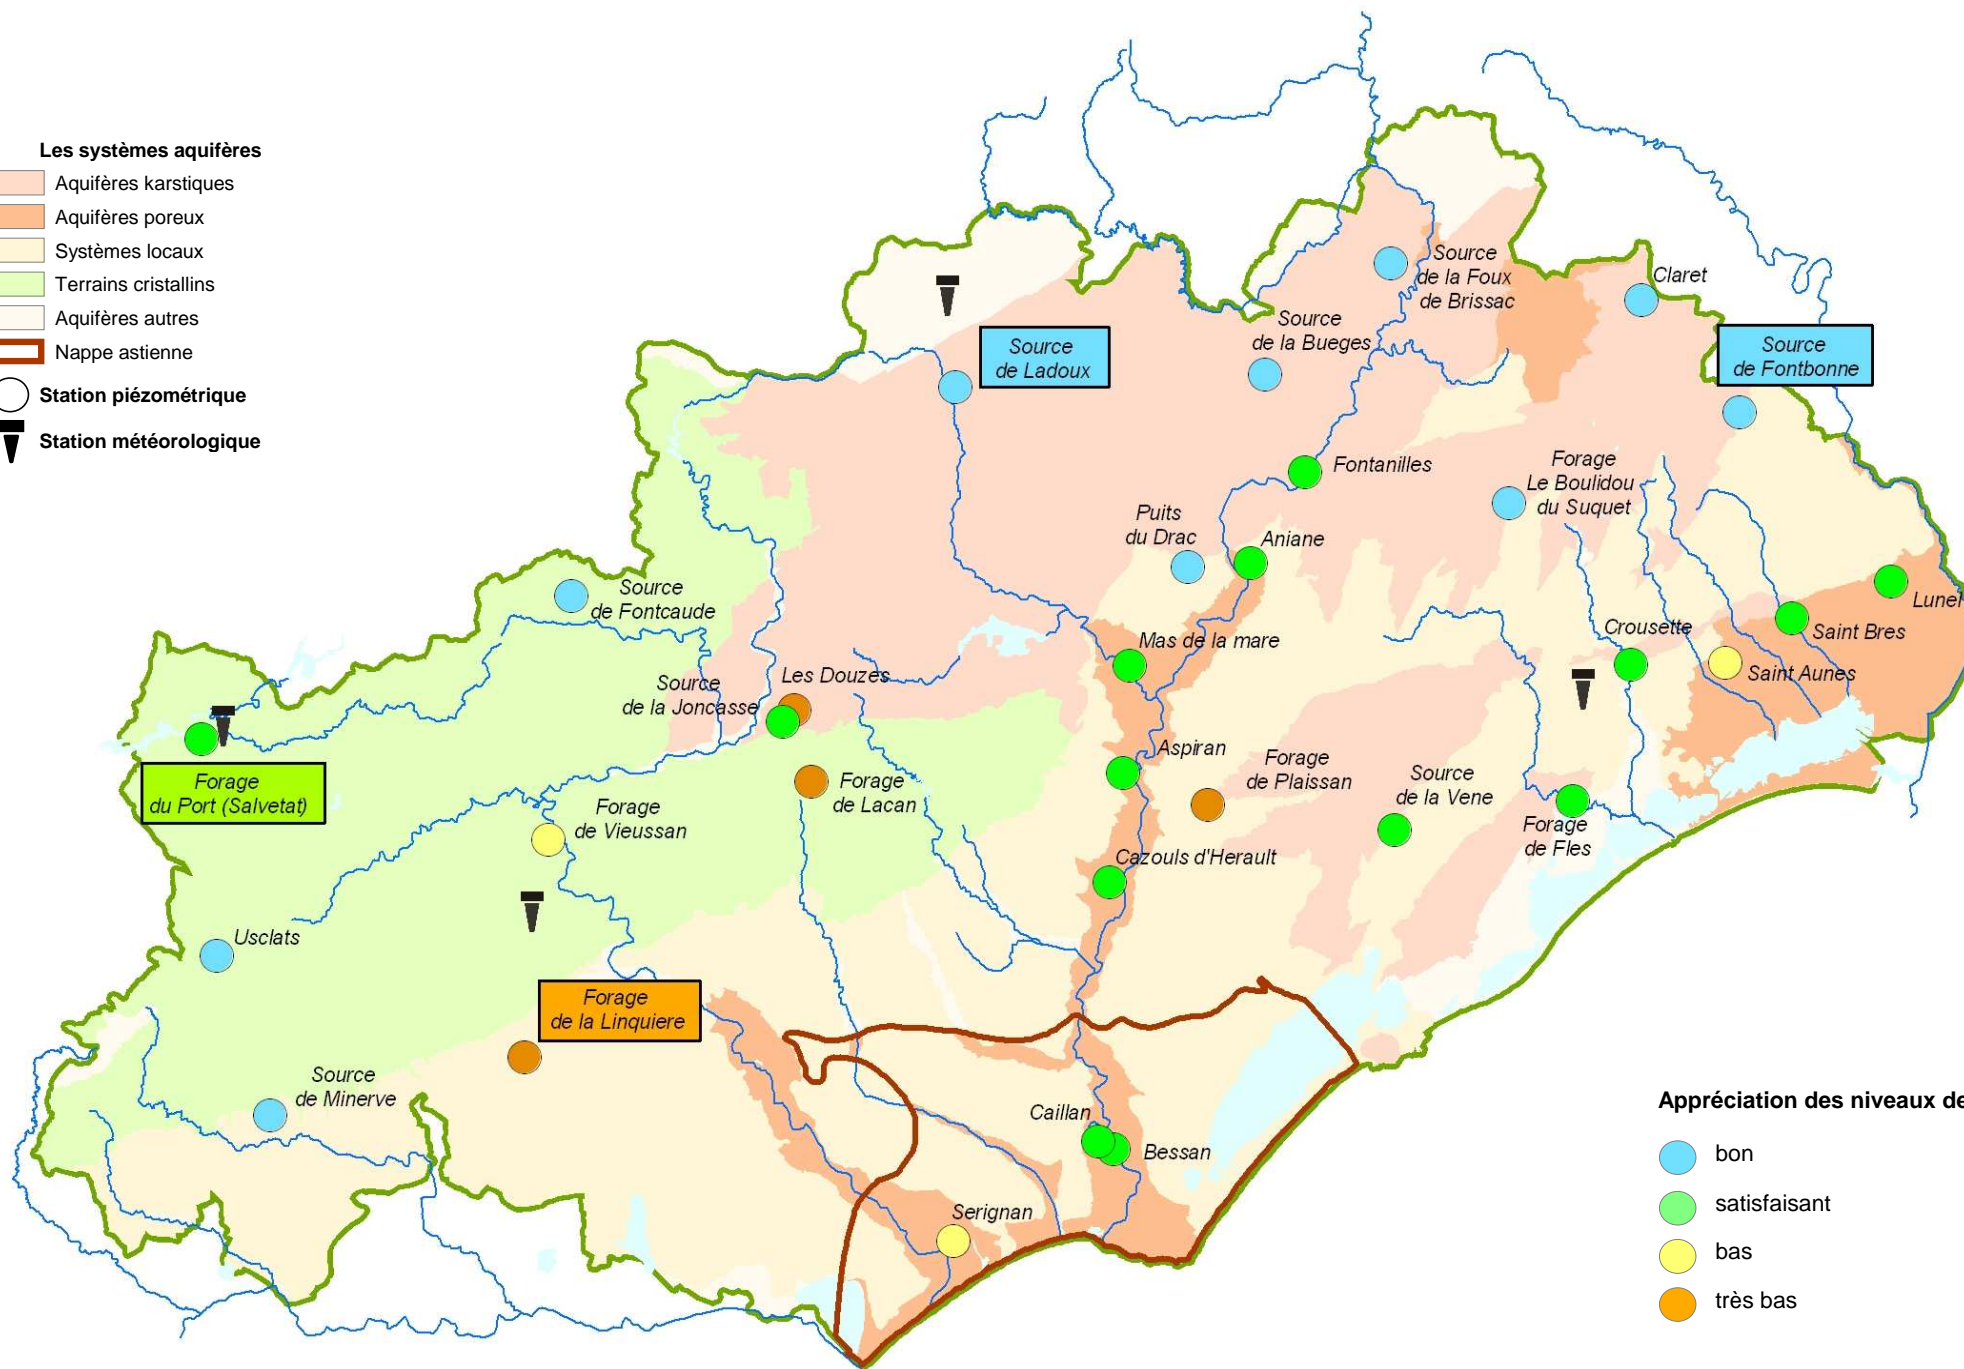 Les systèmes aquifères
Aquifères karstiques
Aquifères poreux
Systèmes locaux
Terrains cristallins
Aquifères autres
Nappe astienne
Station piézométrique
Station météorologique
Source
de la Foux
de Brissac
Claret
Source
de la Bueges
Source
de Ladoux
Source
de Fontbonne
Fontanilles
Forage
Le Boulidou
du Suquet
Puits
du Drac
Aniane
Source
de Fontcaude
Lunel
Saint Bres
Crousette
Mas de la mare
Saint Aunes
Les Douzes
Source
de la Joncasse
Aspiran
Forage
de Plaissan
Source
de la Vene
Forage
du Port (Salvetat)
Forage
de Lacan
Forage
de Vieussan
Forage
de Fles
Cazouls d'Herault
Usclats
Forage
de la Linquiere
Source
de Minerve
Caillan
Bessan
Serignan
Appréciation des niveaux de
bon
satisfaisant
bas
très bas